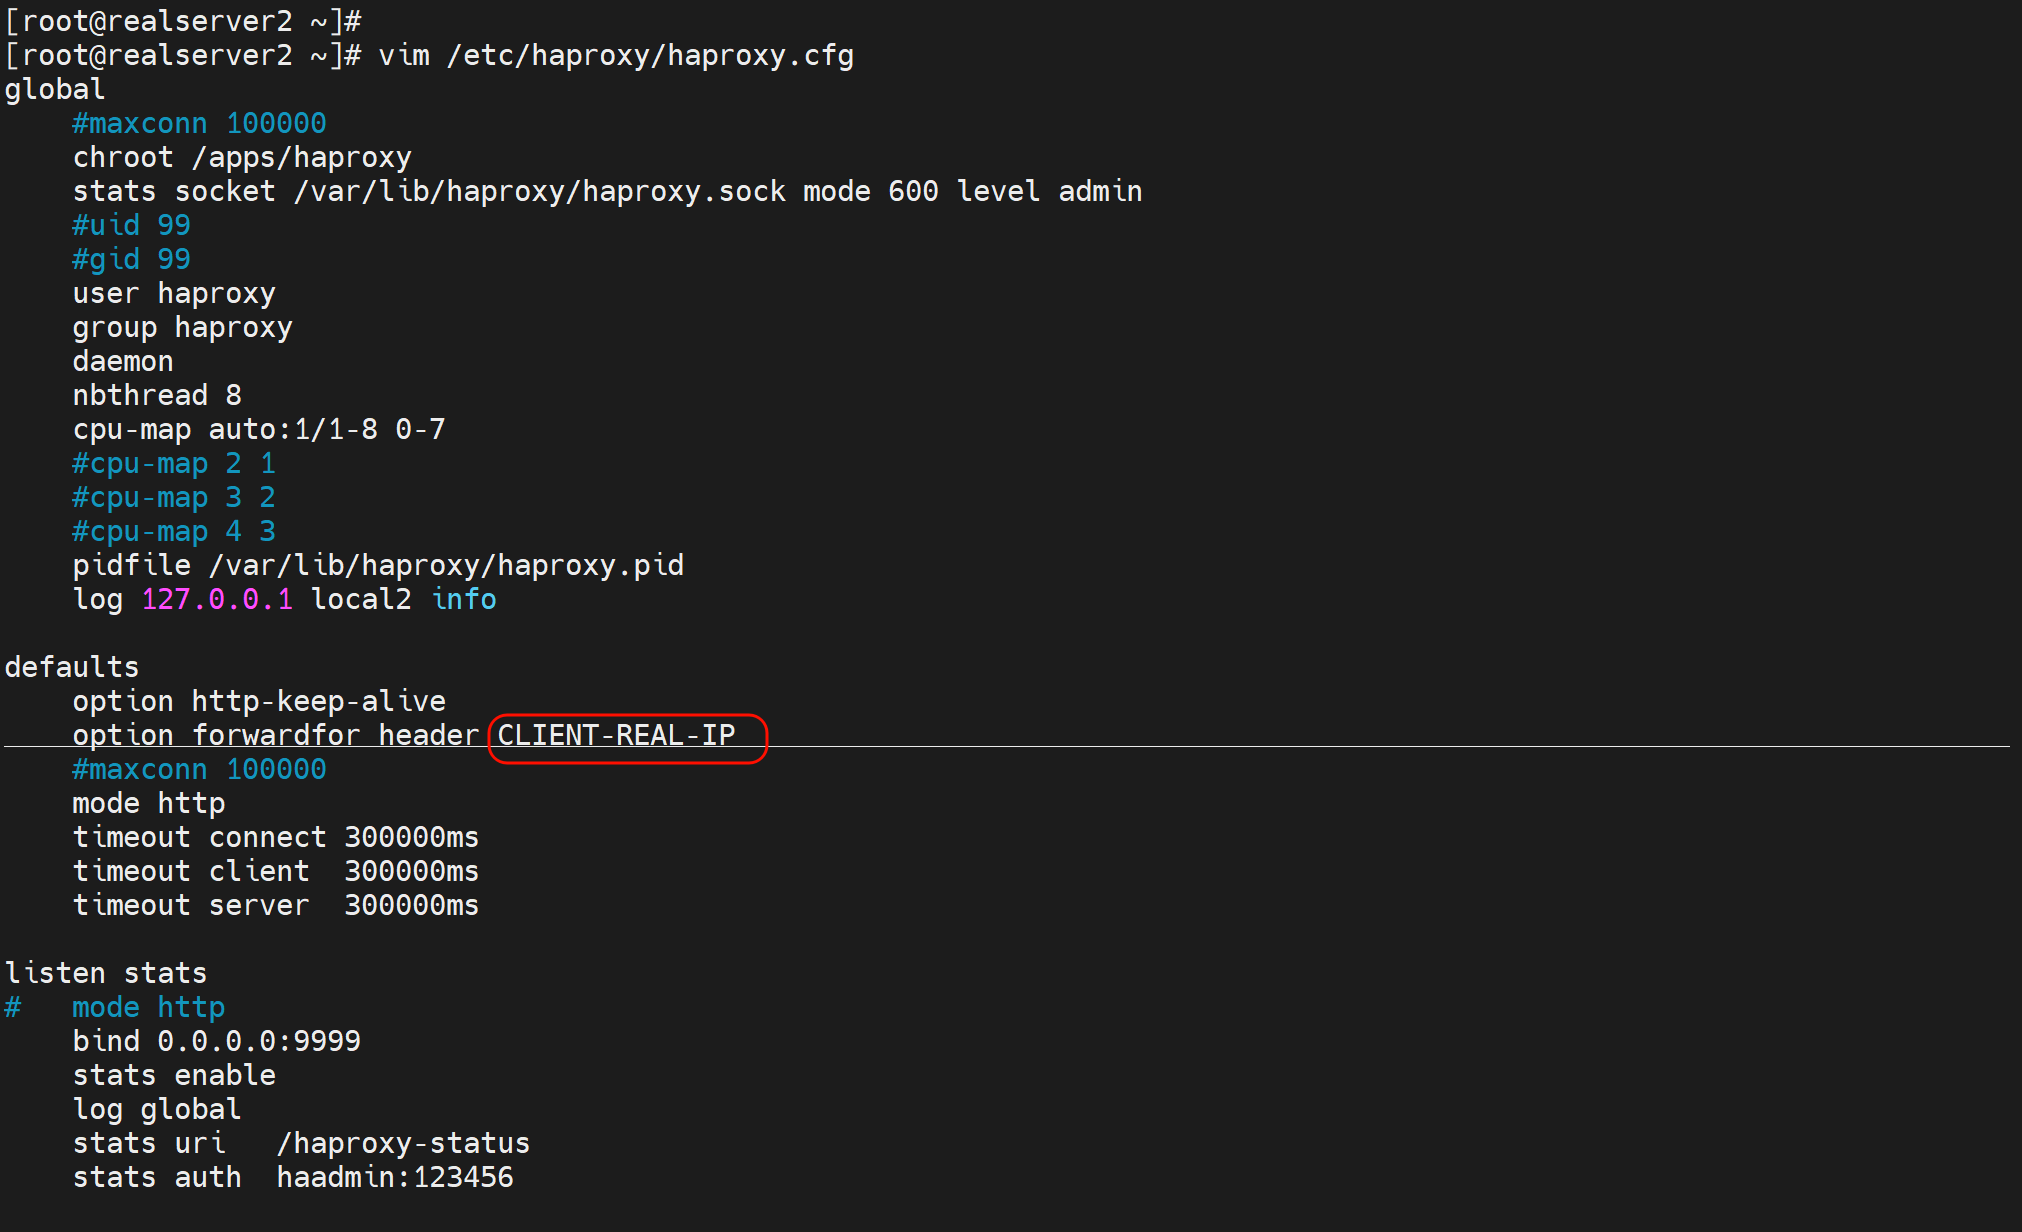 [root@realserver2 ~]#
[root@realserver2 ~]# vim /etc/haproxy/haproxy.cfg
global
    #maxconn 100000
    chroot /apps/haproxy
    stats socket /var/lib/haproxy/haproxy.sock mode 600 level admin
    #uid 99
    #gid 99
    user haproxy
    group haproxy
    daemon
    nbthread 8
    cpu-map auto:1/1-8 0-7
    #cpu-map 2 1
    #cpu-map 3 2
    #cpu-map 4 3
    pidfile /var/lib/haproxy/haproxy.pid
    log 127.0.0.1 local2 info

defaults
    option http-keep-alive
    option forwardfor header CLIENT-REAL-IP
    #maxconn 100000
    mode http
    timeout connect 300000ms
    timeout client  300000ms
    timeout server  300000ms

listen stats
#   mode http
    bind 0.0.0.0:9999
    stats enable
    log global
    stats uri   /haproxy-status
    stats auth  haadmin:123456